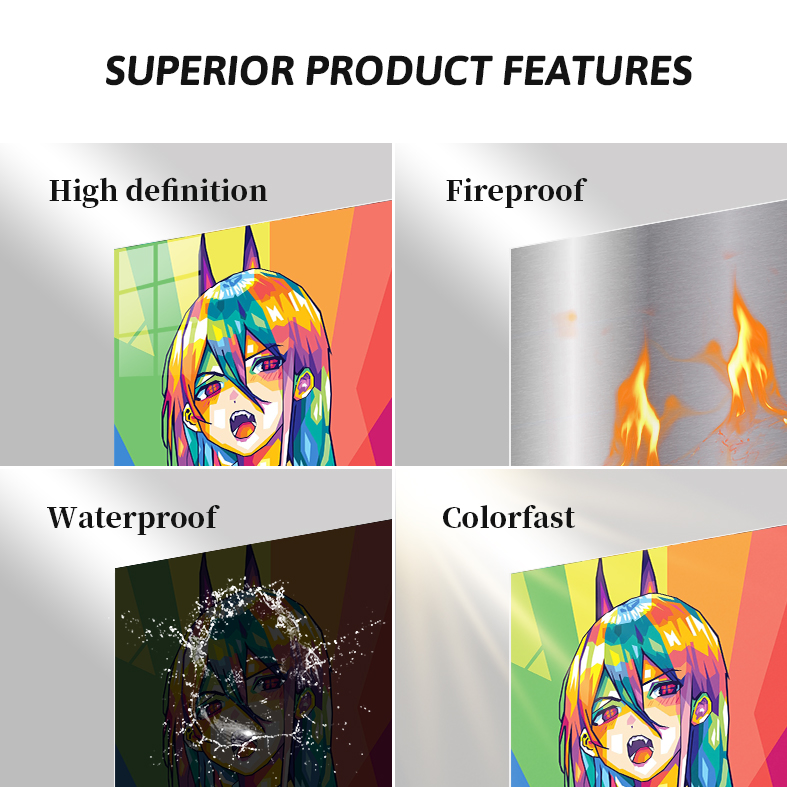 SUPERIOR PRODUCT FEATURES
High definition
Fireproof
Waterproof
Colorfast